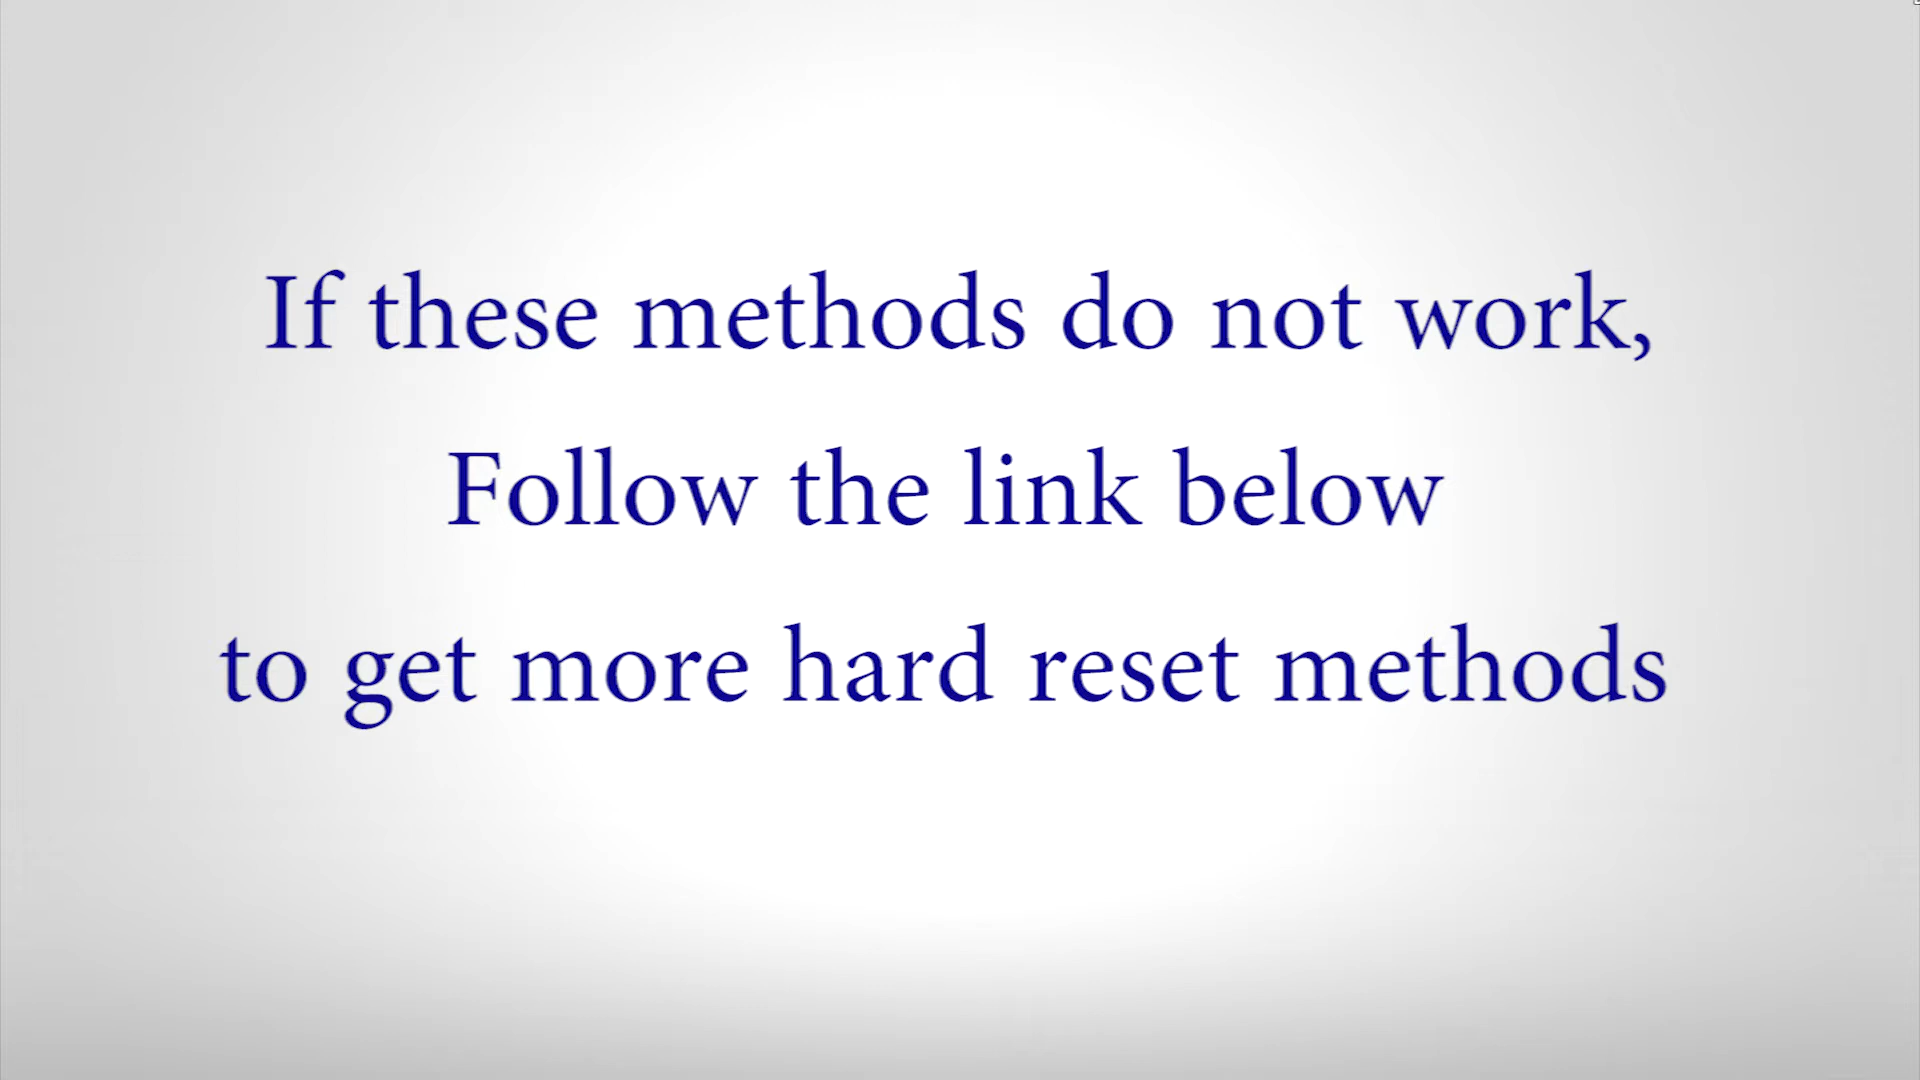 If these methods do not work,
Follow the link below
to get more hard reset methods